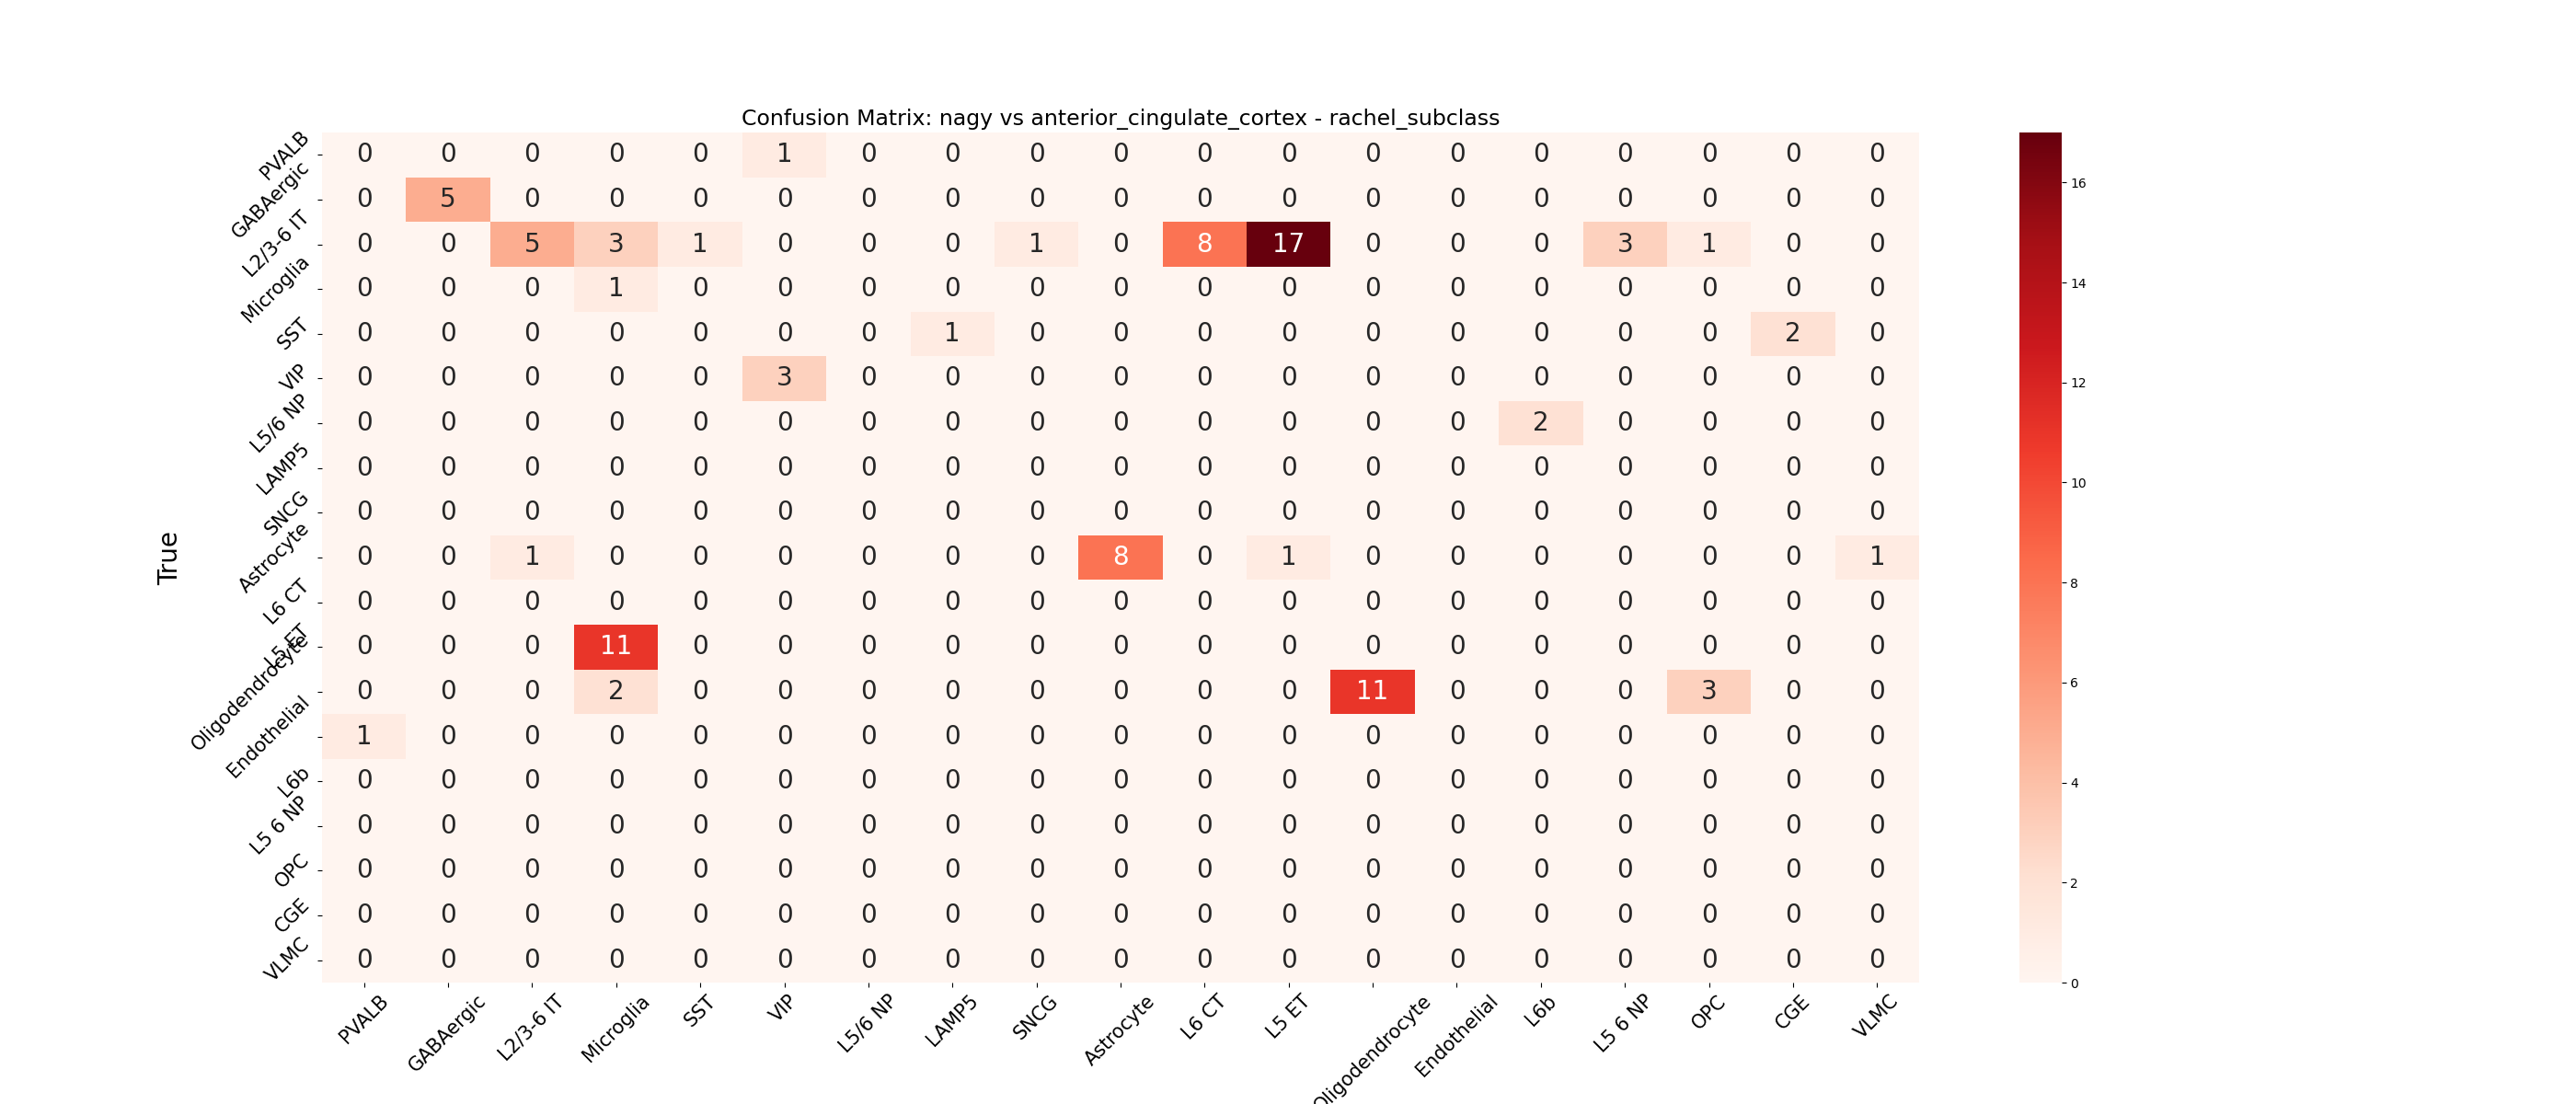 Confusion Matrix: nagy vs anterior_cingulate_cortex - rachel_subclass
True
PVALB 0 0 0 0 0 1 0 0 0 0 0 0 0 0 0 0 0 0 0
GABAergic 0 5 0 0 0 0 0 0 0 0 0 0 0 0 0 0 0 0 0
L2/3-6 IT 0 0 5 3 1 0 0 0 1 0 8 17 0 0 0 3 1 0 0
Microglia 0 0 0 1 0 0 0 0 0 0 0 0 0 0 0 0 0 0 0
SST 0 0 0 0 0 0 0 1 0 0 0 0 0 0 0 0 0 2 0
VIP 0 0 0 0 0 3 0 0 0 0 0 0 0 0 0 0 0 0 0
L5/6 NP 0 0 0 0 0 0 0 0 0 0 0 0 0 0 2 0 0 0 0
LAMP5 0 0 0 0 0 0 0 0 0 0 0 0 0 0 0 0 0 0 0
SNCG 0 0 0 0 0 0 0 0 0 0 0 0 0 0 0 0 0 0 0
Astrocyte 0 0 1 0 0 0 0 0 0 8 0 1 0 0 0 0 0 0 1
L6 CT 0 0 0 0 0 0 0 0 0 0 0 0 0 0 0 0 0 0 0
L5 ET 0 0 0 11 0 0 0 0 0 0 0 0 0 0 0 0 0 0 0
Oligodendrocyte 0 0 0 2 0 0 0 0 0 0 0 0 11 0 0 0 3 0 0
Endothelial 1 0 0 0 0 0 0 0 0 0 0 0 0 0 0 0 0 0 0
L6b 0 0 0 0 0 0 0 0 0 0 0 0 0 0 0 0 0 0 0
L5 6 NP 0 0 0 0 0 0 0 0 0 0 0 0 0 0 0 0 0 0 0
OPC 0 0 0 0 0 0 0 0 0 0 0 0 0 0 0 0 0 0 0
CGE 0 0 0 0 0 0 0 0 0 0 0 0 0 0 0 0 0 0 0
VLMC 0 0 0 0 0 0 0 0 0 0 0 0 0 0 0 0 0 0 0
PVALB GABAergic L2/3-6 IT Microglia SST VIP L5/6 NP LAMP5 SNCG Astrocyte L6 CT L5 ET Oligodendrocyte Endothelial L6b L5 6 NP OPC CGE VLMC
16
14
12
10
8
6
4
2
0